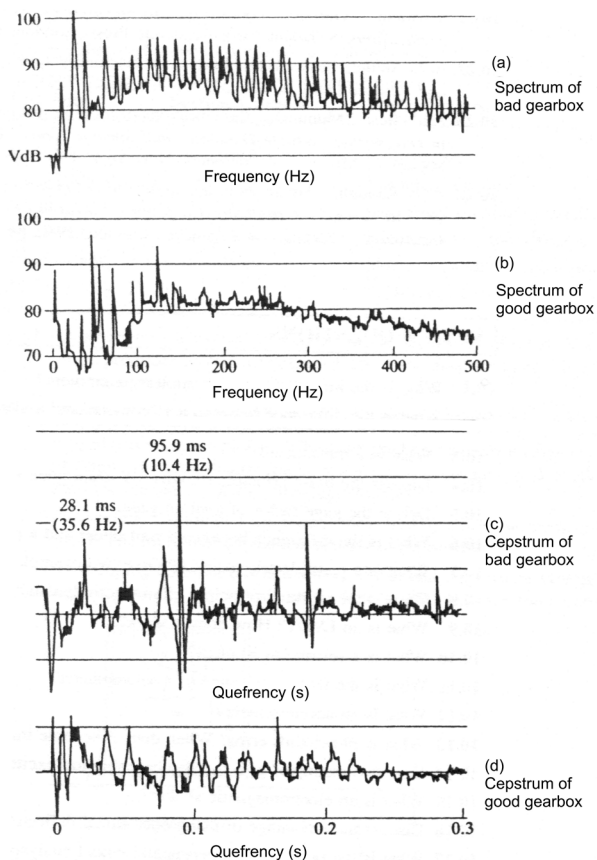 100
90
80
VdB
Frequency (Hz)
(a)
Spectrum of
bad gearbox
100
90
80
70
0 100 200 300 400 500
Frequency (Hz)
(b)
Spectrum of
good gearbox
95.9 ms
(10.4 Hz)
28.1 ms
(35.6 Hz)
(c)
Cepstrum of
bad gearbox
Quefrency (s)
(d)
Cepstrum of
good gearbox
0 0.1 0.2 0.3
Quefrency (s)